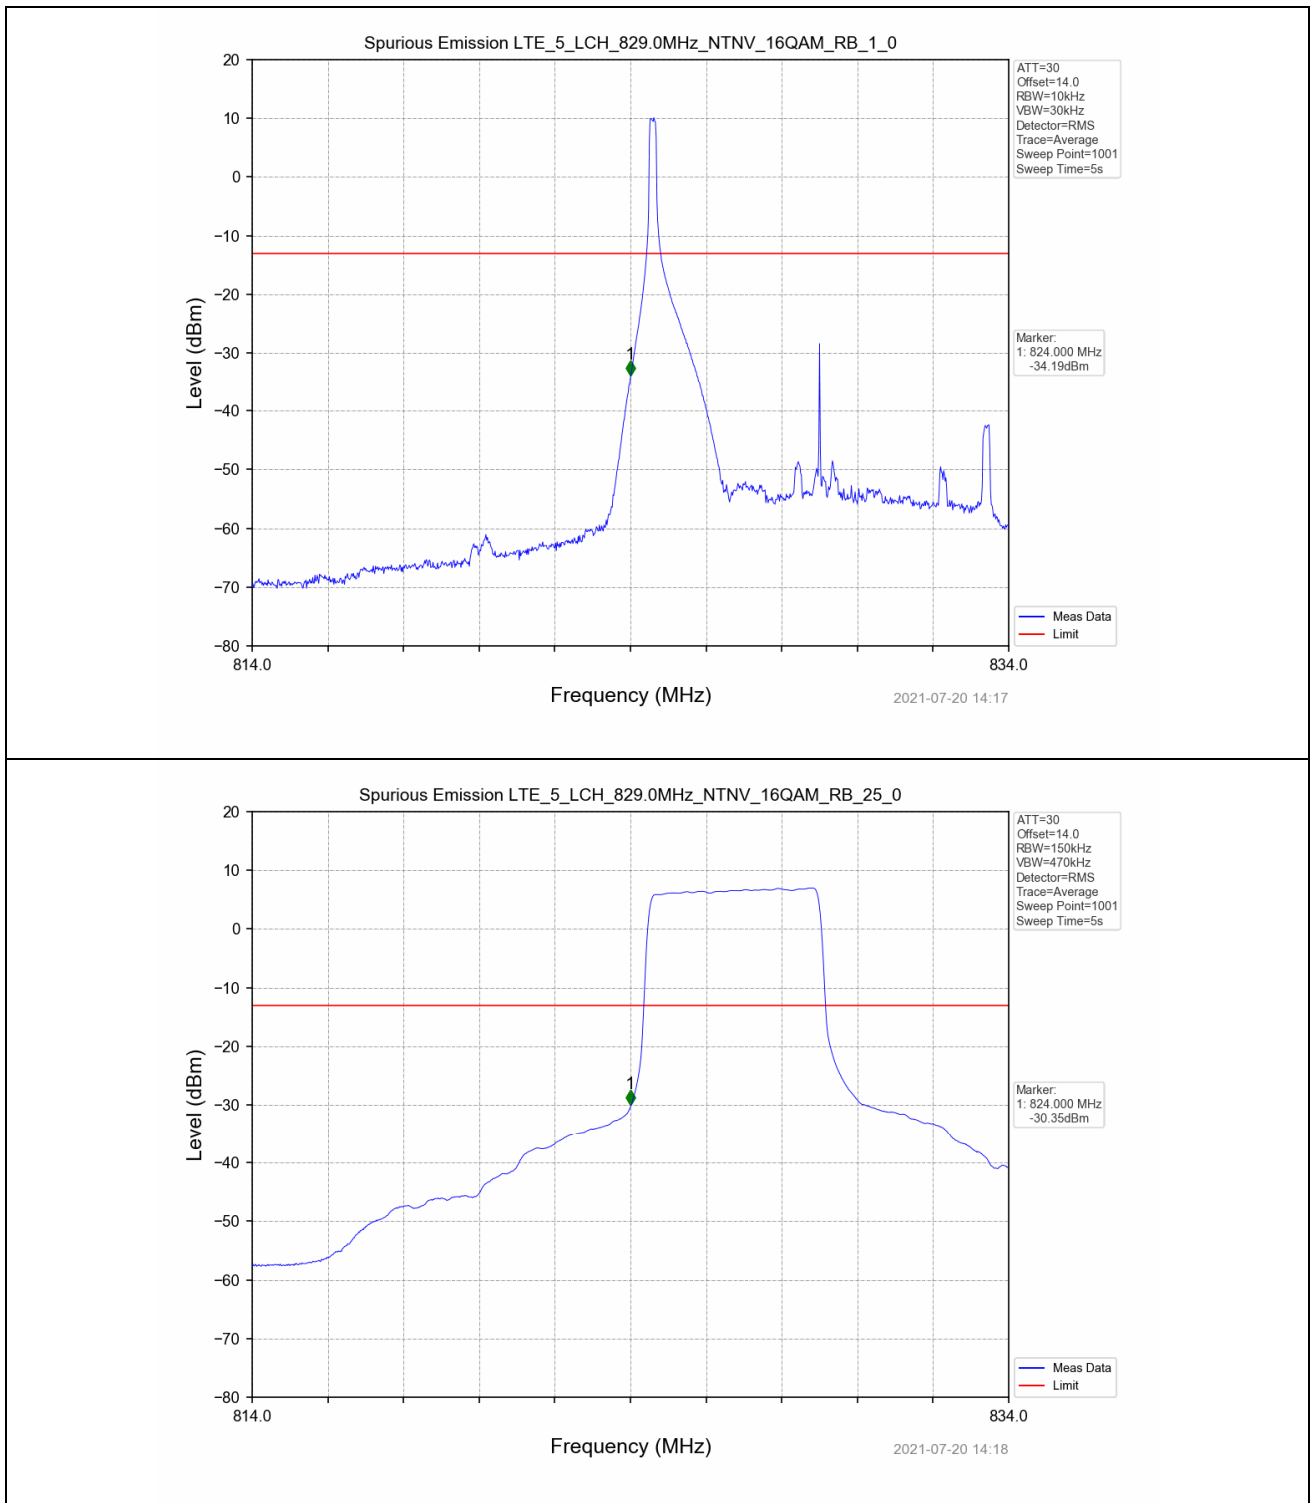 Spurious Emission LTE_5_LCH_829.0MHz_NTNV_16QAM_RB_1_0
20
10
0
−10
−20
−30
−40
−50
−60
−70
−80
Level (dBm)
1
814.0
834.0
Frequency (MHz)
2021-07-20 14:17
ATT=30
Offset=14.0
RBW=10kHz
VBW=30kHz
Detector=RMS
Trace=Average
Sweep Point=1001
Sweep Time=5s
Marker:
1: 824.000 MHz
-34.19dBm
Meas Data
Limit
Spurious Emission LTE_5_LCH_829.0MHz_NTNV_16QAM_RB_25_0
20
10
0
−10
−20
−30
−40
−50
−60
−70
−80
Level (dBm)
1
814.0
834.0
Frequency (MHz)
2021-07-20 14:18
ATT=30
Offset=14.0
RBW=150kHz
VBW=470kHz
Detector=RMS
Trace=Average
Sweep Point=1001
Sweep Time=5s
Marker:
1: 824.000 MHz
-30.35dBm
Meas Data
Limit